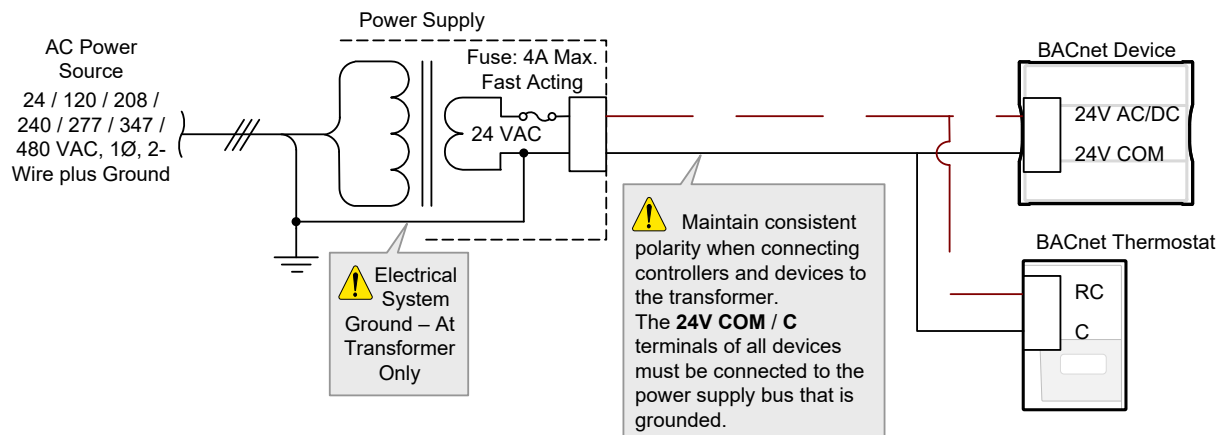 Power Supply
AC Power
Source
24 / 120 / 208 /
240 / 277 / 347 /
480 VAC, 1Ø, 2-
Wire plus Ground
Fuse: 4A Max.
Fast Acting
24 VAC
BACnet Device
24V AC/DC
24V COM
Electrical
System
Ground – At
Transformer
Only
Maintain consistent
polarity when connecting
controllers and devices to
the transformer.
The 24V COM / C
terminals of all devices
must be connected to the
power supply bus that is
grounded.
BACnet Thermostat
RC
C